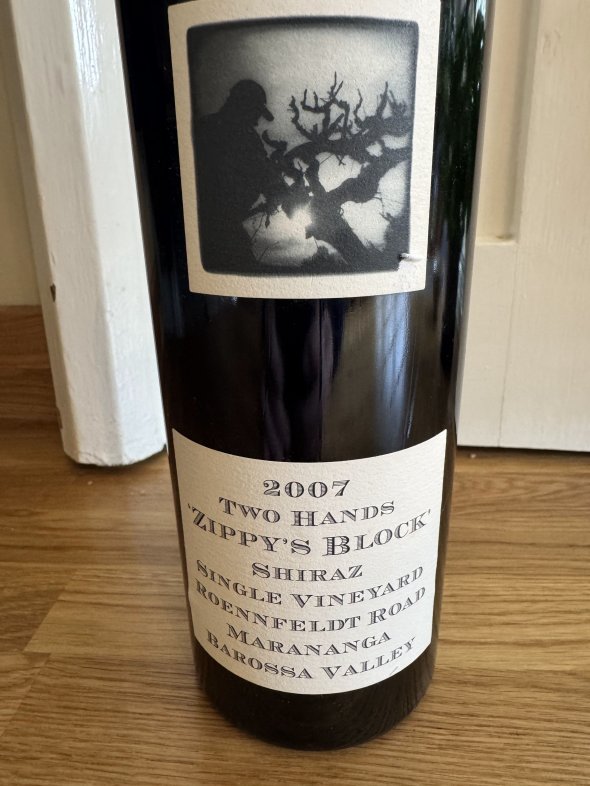 2007
Two Hands
'Zippy's Block'
Shiraz
Single Vineyard
Roennfeldt Road
Marananga
Barossa Valley